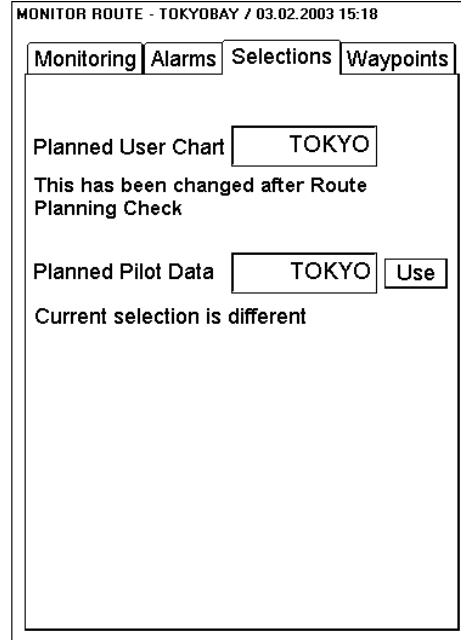 MONITOR ROUTE - TOKYOBAY / 03.02.2003 15:18
Monitoring Alarms Selections Waypoints
Planned User Chart TOKYO
This has been changed after Route
Planning Check
Planned Pilot Data TOKYO Use
Current selection is different